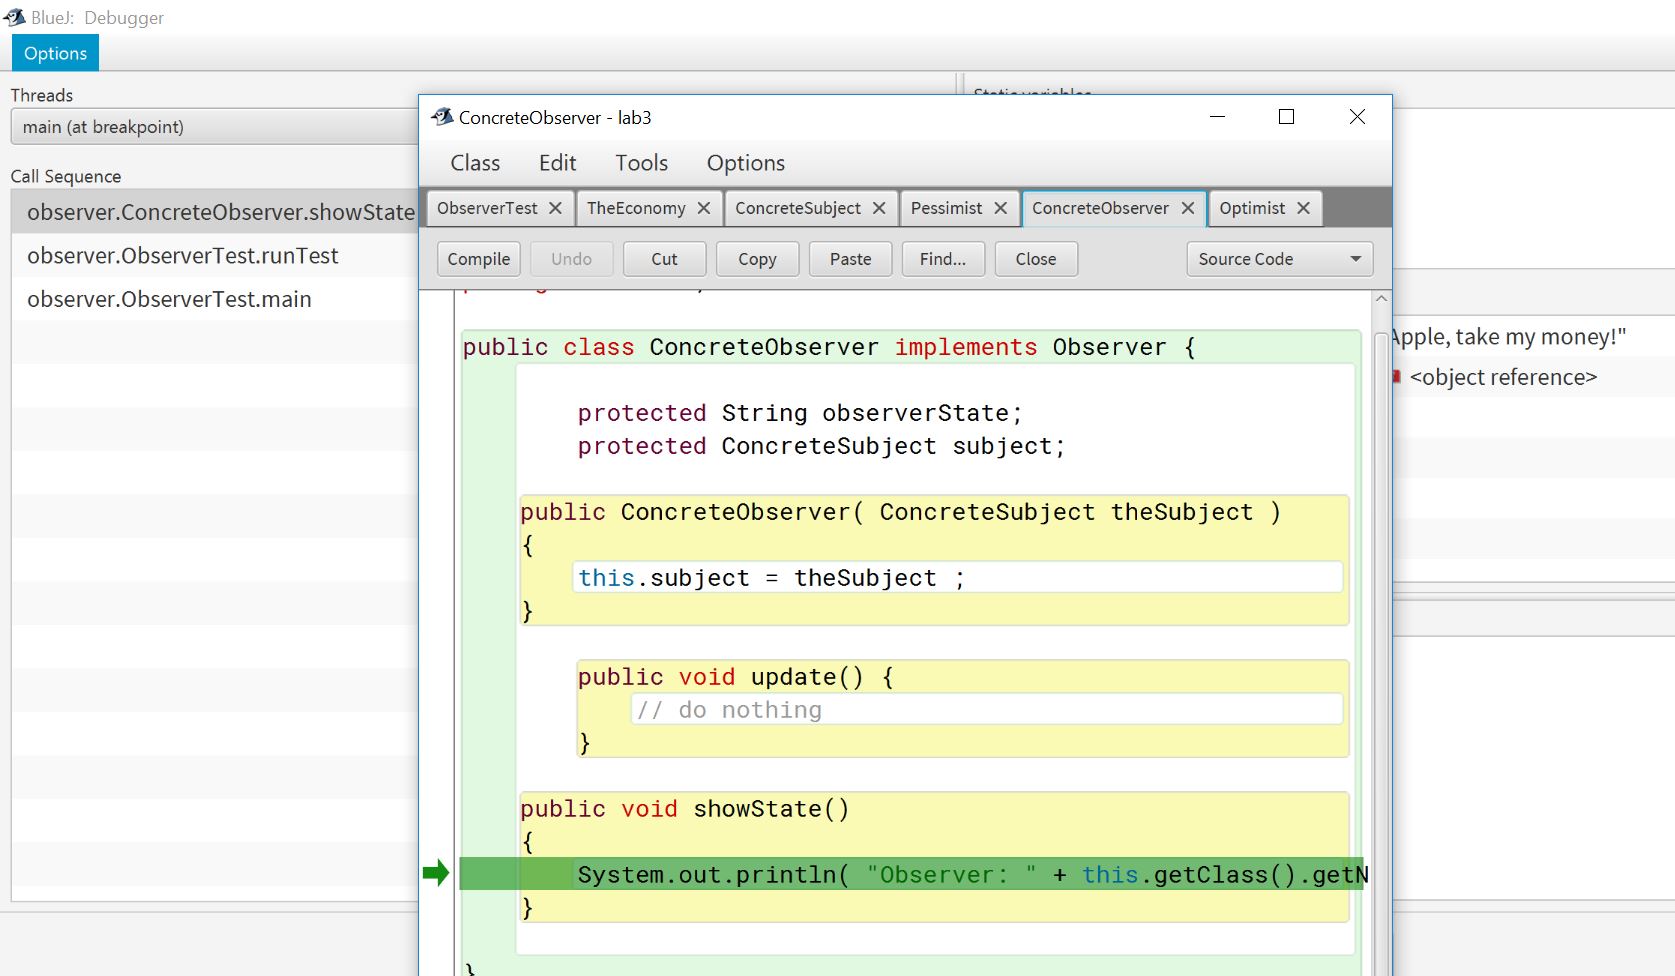 BlueJ: Debugger
Options
Threads
main (at breakpoint)
Call Sequence
observer.ConcreteObserver.showState
observer.ObserverTest.runTest
observer.ObserverTest.main
Static variables
Apple, take my money!"
<object reference>
ConcreteObserver - lab3
Class Edit Tools Options
ObserverTest TheEconomy ConcreteSubject Pessimist ConcreteObserver Optimist
Compile Undo Cut Copy Paste Find... Close Source Code
public class ConcreteObserver implements Observer {
protected String observerState;
protected ConcreteSubject subject;
public ConcreteObserver( ConcreteSubject theSubject )
{
this.subject = theSubject ;
}
public void update() {
// do nothing
}
public void showState()
{
System.out.println( "Observer: " + this.getClass().getN
}
}